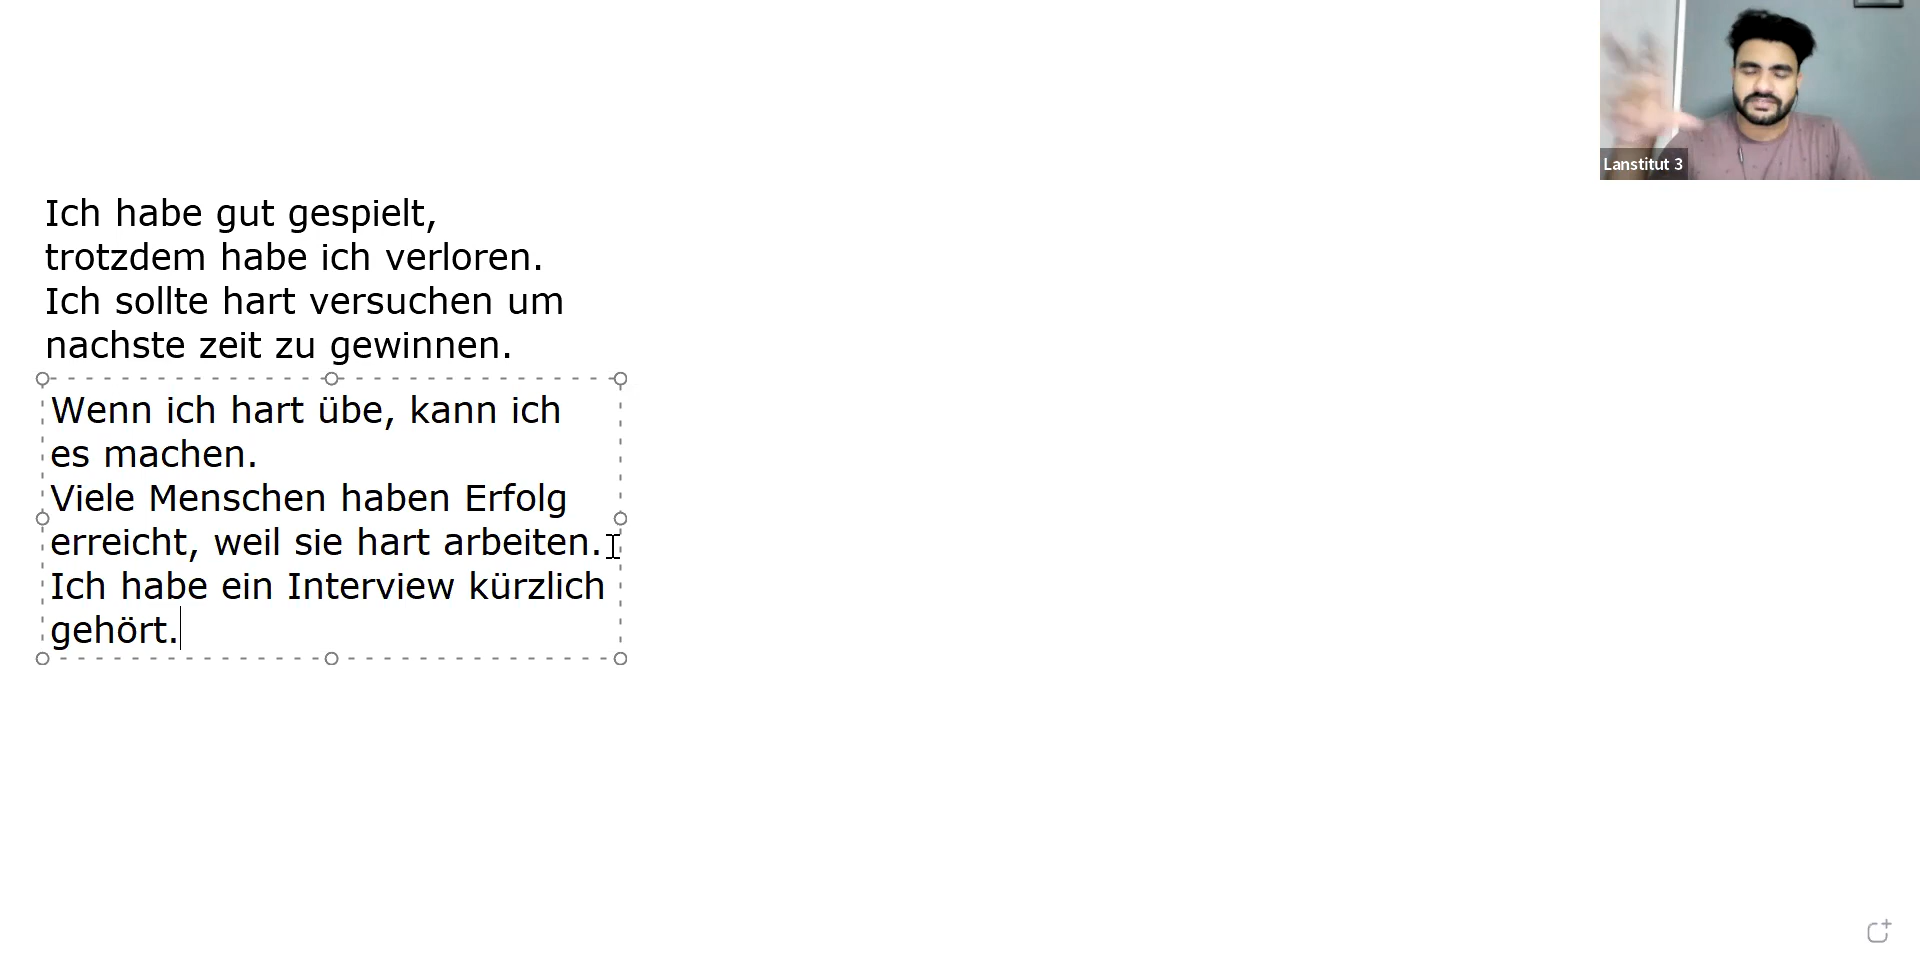 Lanstitut 3
Ich habe gut gespielt,
trotzdem habe ich verloren.
Ich sollte hart versuchen um
nachste zeit zu gewinnen.
Wenn ich hart übe, kann ich
es machen.
Viele Menschen haben Erfolg
erreicht, weil sie hart arbeiten.
Ich habe ein Interview kürzlich
gehört.